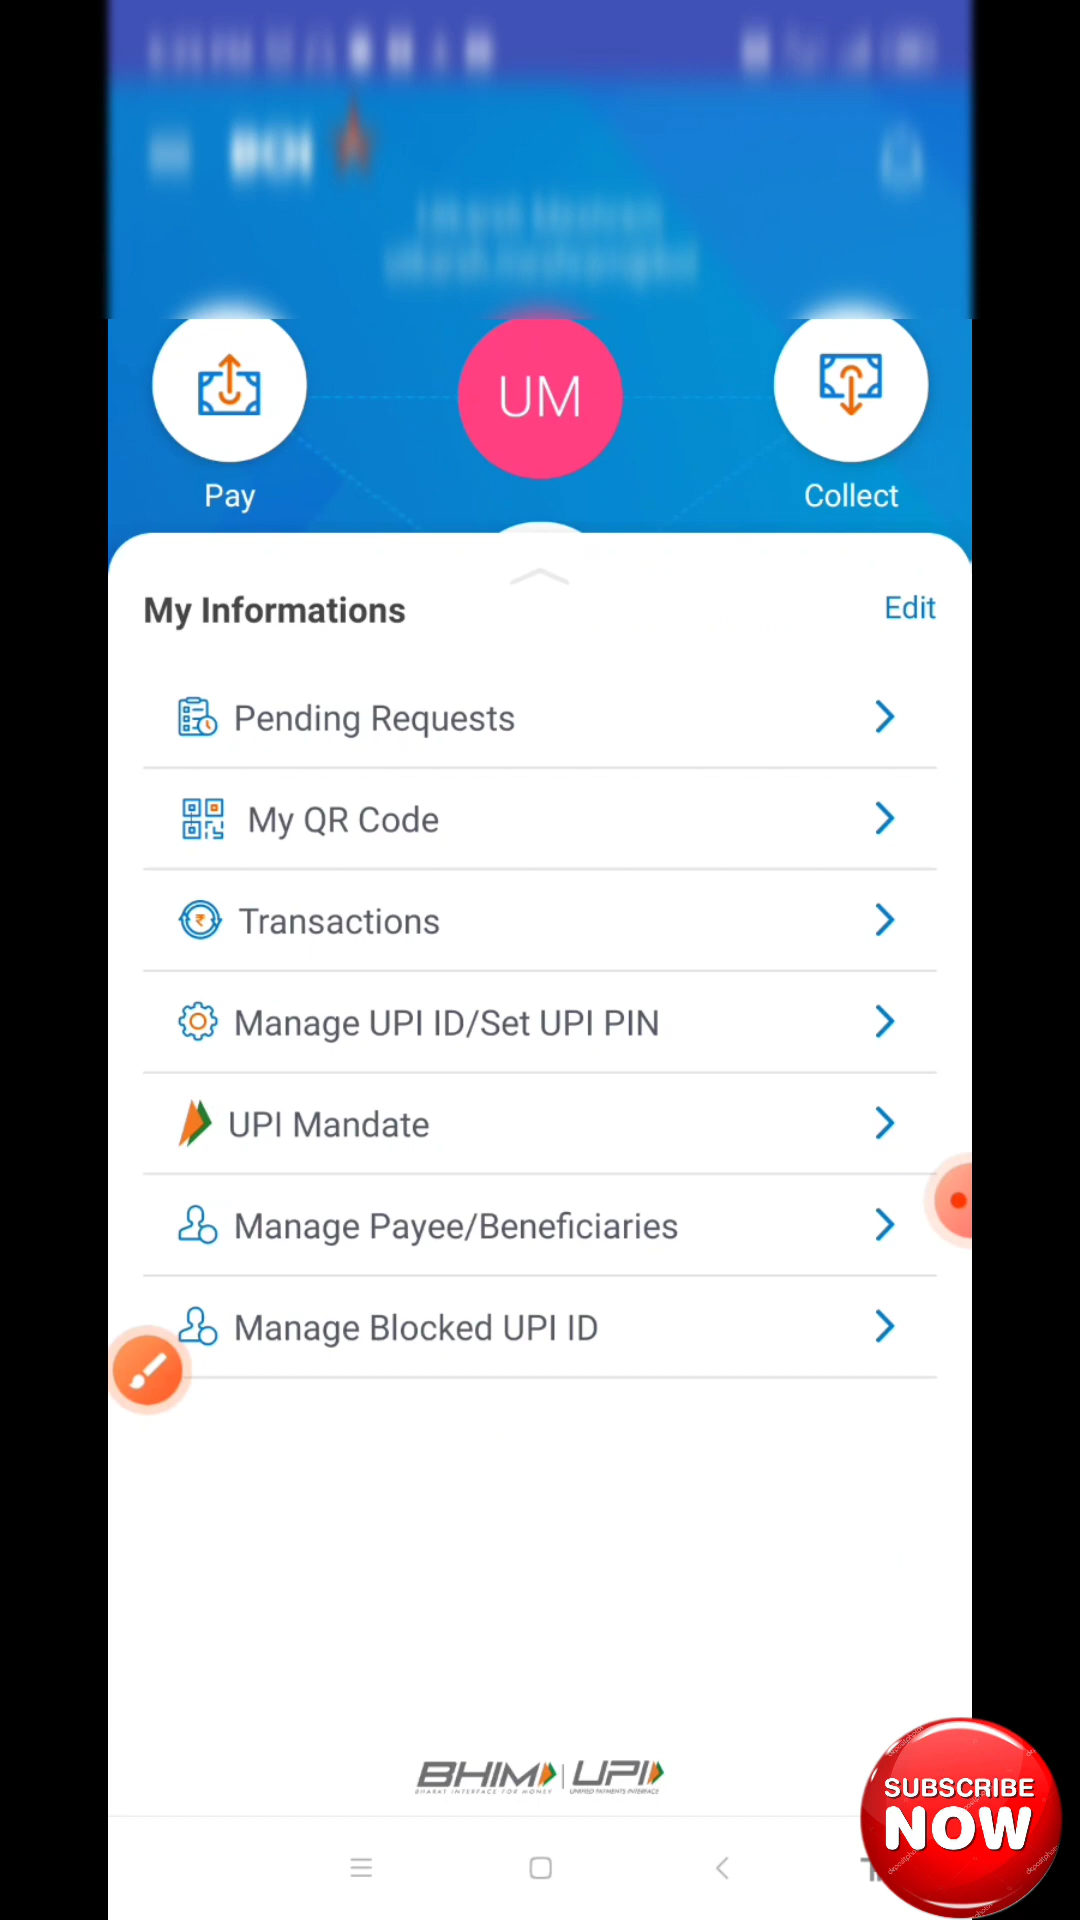 BOI
UM
Pay
Collect
My Informations
Edit
Pending Requests
My QR Code
Transactions
Manage UPI ID/Set UPI PIN
UPI Mandate
Manage Payee/Beneficiaries
Manage Blocked UPI ID
BHIM | UPI
BHARAT INTERFACE FOR MONEY UNIFIED PAYMENTS INTERFACE
SUBSCRIBE
NOW